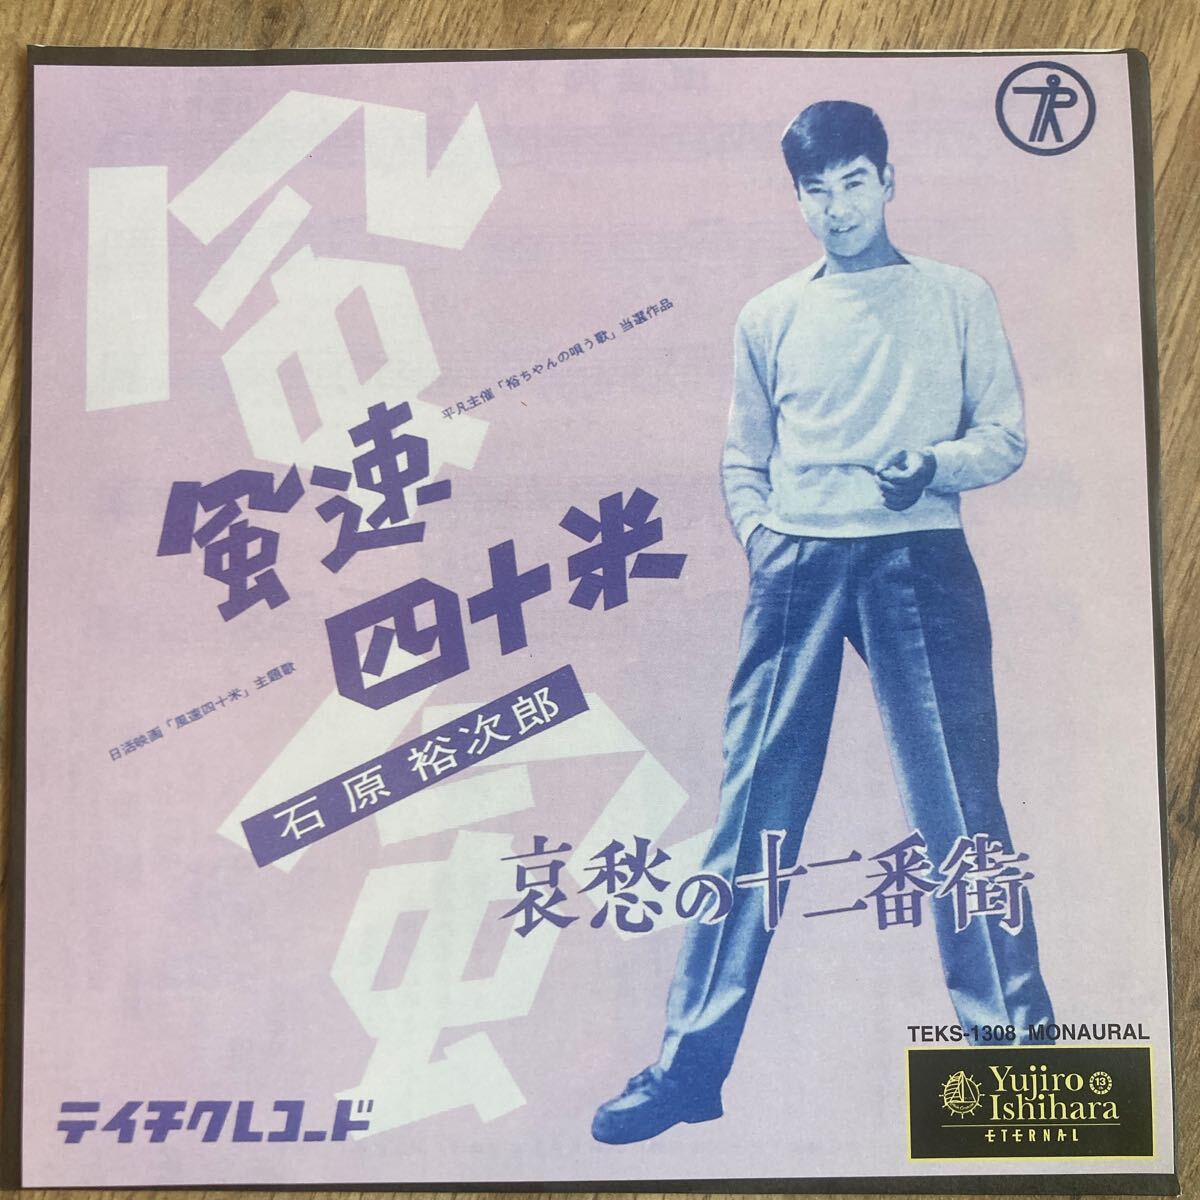 平凡主催「裕ちやんの唄う歌」当選作品
風速
四十米
日活映画「風速四十米」主題歌
石原裕次郎
哀愁の十二番街
TEKS-1308 MONAURAL
Yujiro
Ishihara
13
ETERNAL
テイチクレコード